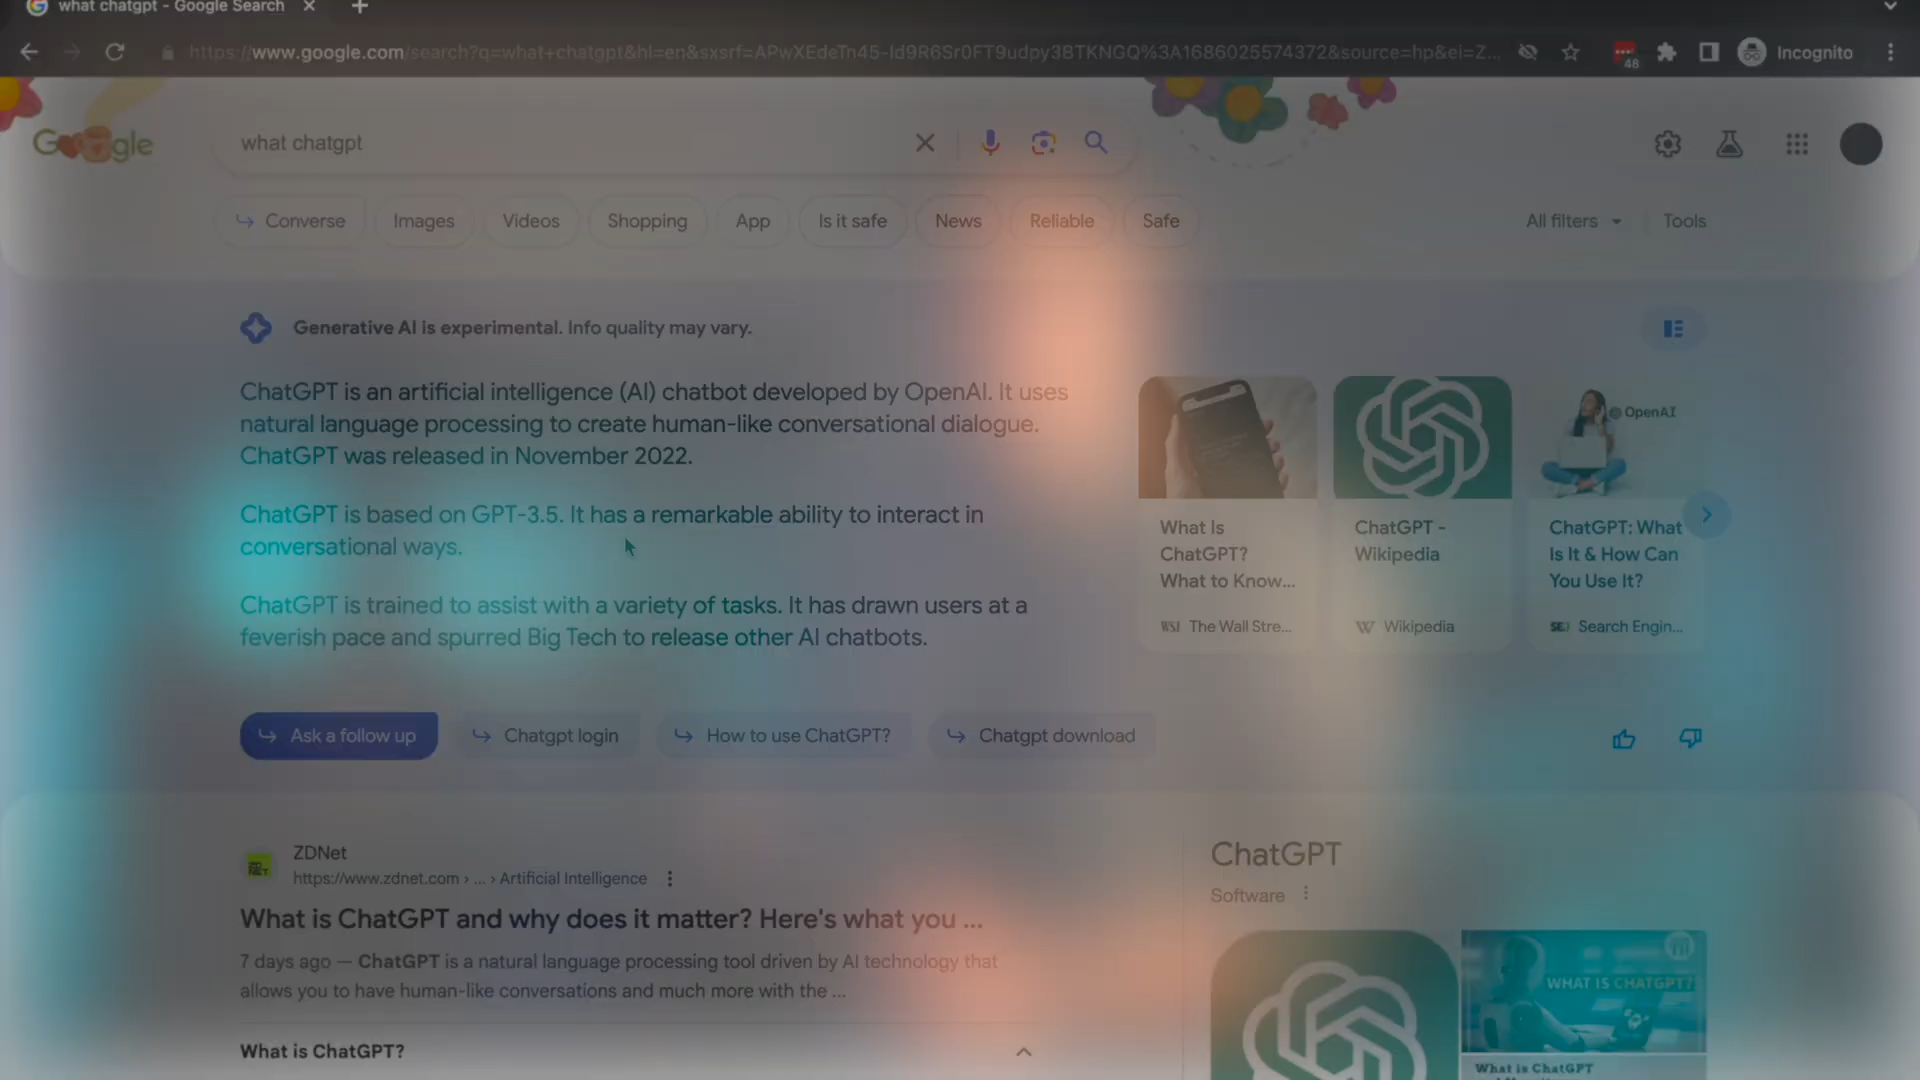 what chatgpt - Google Search
https://www.google.com/search?q=what+chatgpt&hl=en&sxsrf=APwXEdeTn45-Id9R6Sr0FT9udpy3BTKNGQ%3A1686025574372&source=hp&ei=Z...
48
Incognito
Google
what chatgpt
Converse
Images
Videos
Shopping
App
Is it safe
News
Reliable
Safe
All filters
Tools
Generative AI is experimental. Info quality may vary.
ChatGPT is an artificial intelligence (AI) chatbot developed by OpenAI. It uses
natural language processing to create human-like conversational dialogue.
ChatGPT was released in November 2022.
ChatGPT is based on GPT-3.5. It has a remarkable ability to interact in
conversational ways.
ChatGPT is trained to assist with a variety of tasks. It has drawn users at a
feverish pace and spurred Big Tech to release other AI chatbots.
What Is
ChatGPT?
What to Know...
WSJ The Wall Stre...
ChatGPT -
Wikipedia
W Wikipedia
OpenAI
ChatGPT: What
Is It & How Can
You Use It?
SEJ Search Engin...
Ask a follow up
Chatgpt login
How to use ChatGPT?
Chatgpt download
ZDNet
https://www.zdnet.com › ... › Artificial Intelligence
What is ChatGPT and why does it matter? Here's what you ...
7 days ago — ChatGPT is a natural language processing tool driven by AI technology that
allows you to have human-like conversations and much more with the ...
What is ChatGPT?
ChatGPT
Software
WHAT IS CHATGPT?
What is ChatGPT